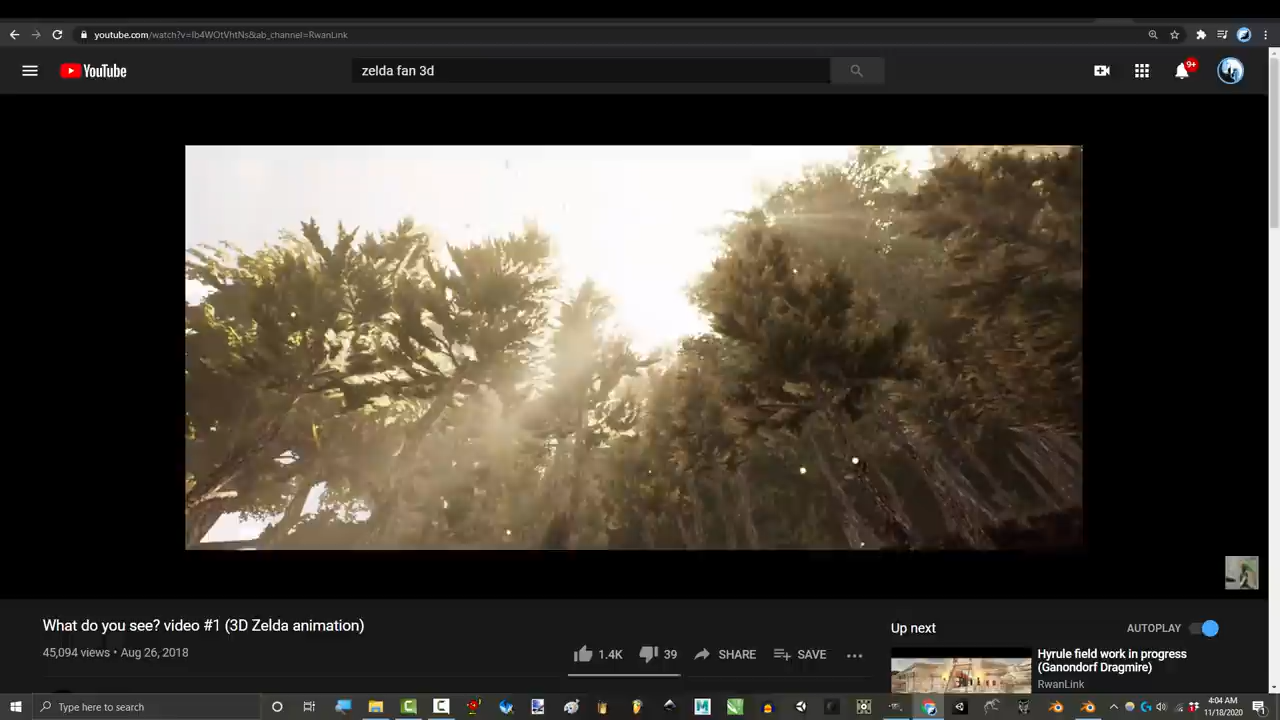 youtube.com/watch?v=lb4WOtVhtNs&ab_channel=RwanLink
YouTube
zelda fan 3d
9+
What do you see? video #1 (3D Zelda animation)
45,094 views • Aug 26, 2018
1.4K
39
SHARE
SAVE
Up next
AUTOPLAY
Hyrule field work in progress
(Ganondorf Dragmire)
RwanLink
Type here to search
4:04 AM
11/18/2020